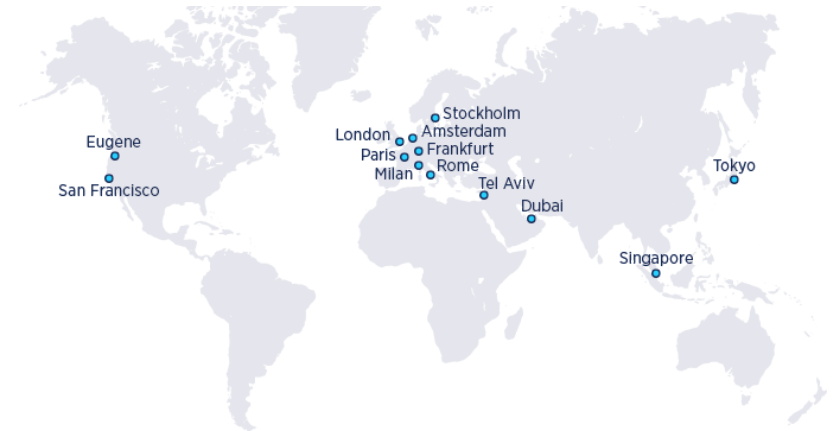 Stockholm
London
Amsterdam
Eugene
Frankfurt
Paris
Rome
Tokyo
Milan
Tel Aviv
San Francisco
Dubai
Singapore